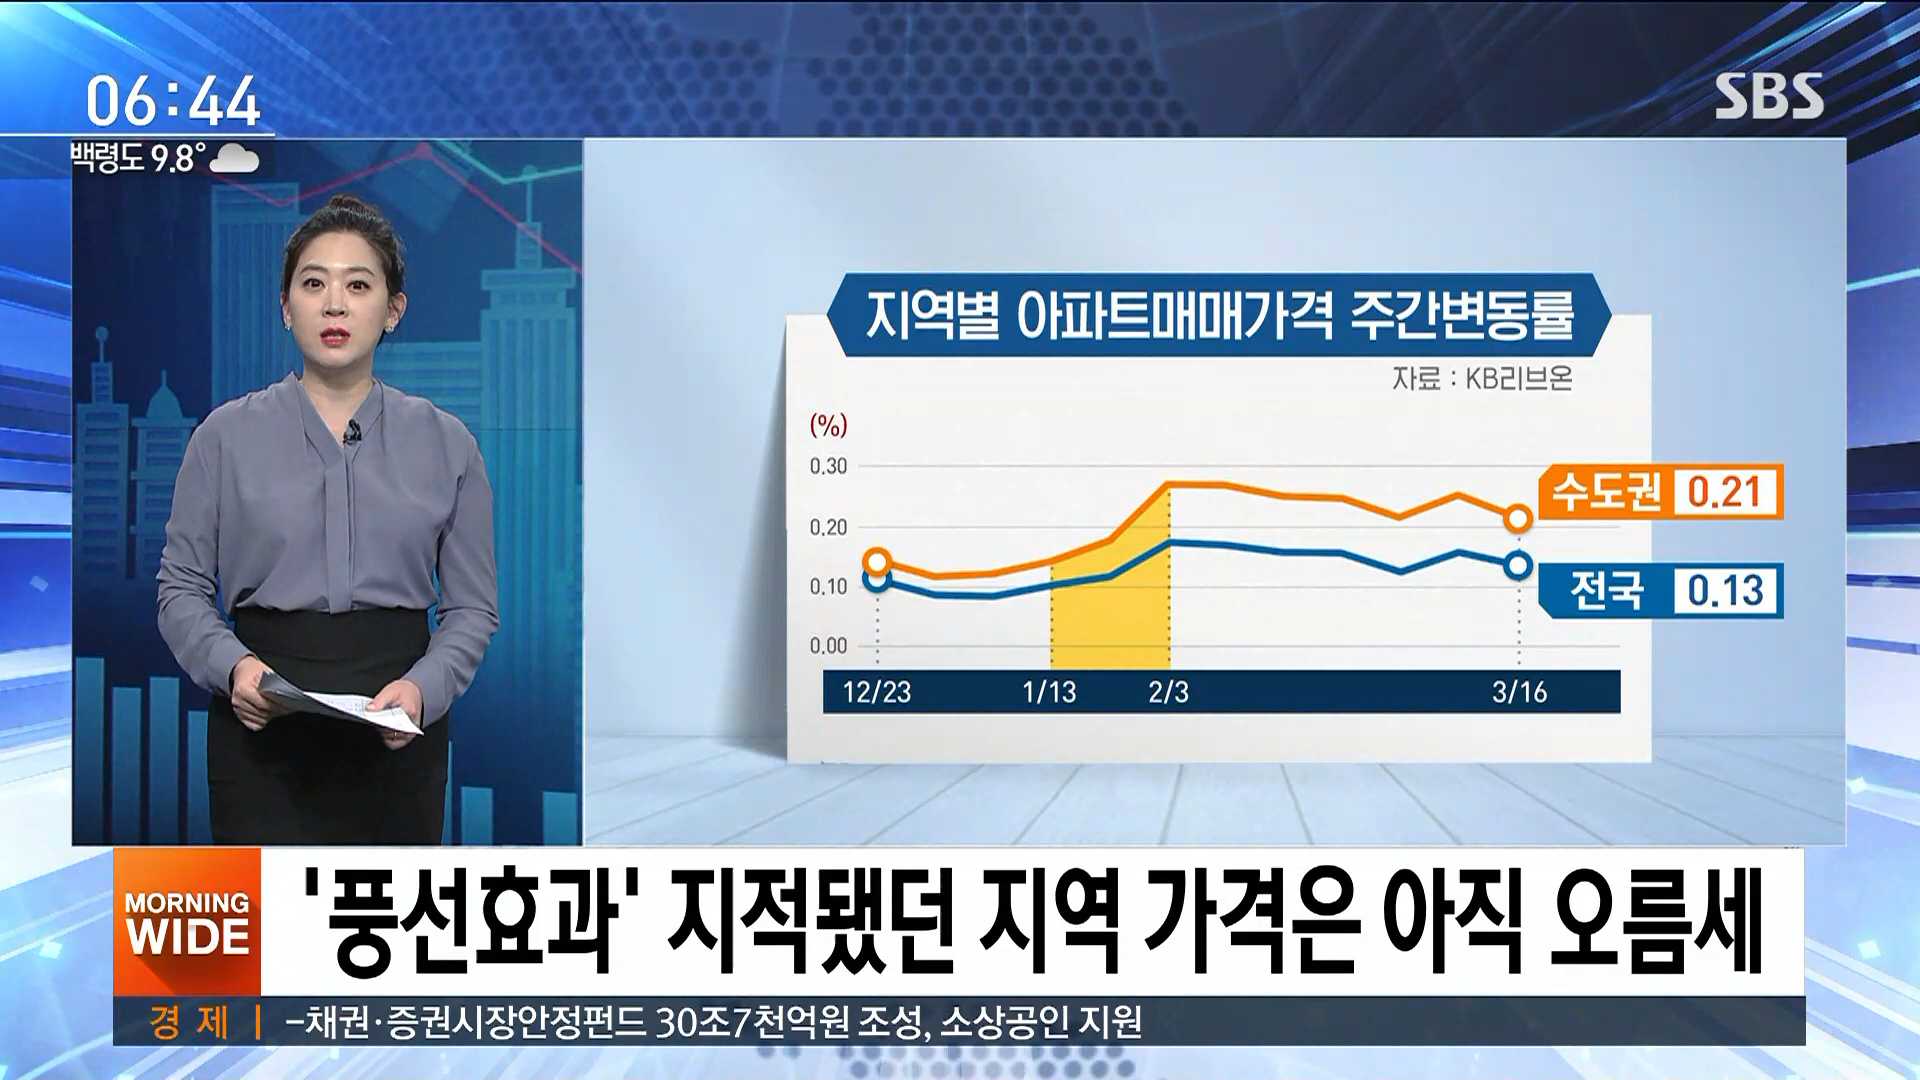 06:44
SBS
백령도 9.8°
지역별 아파트매매가격 주간변동률
자료 : KB리브온
(%)
0.30
0.20
0.10
0.00
수도권 0.21
전국 0.13
12/23 1/13 2/3 3/16
MORNING
WIDE
'풍선효과' 지적됐던 지역 가격은 아직 오름세
경제 | -채권·증권시장안정펀드 30조7천억원 조성, 소상공인 지원